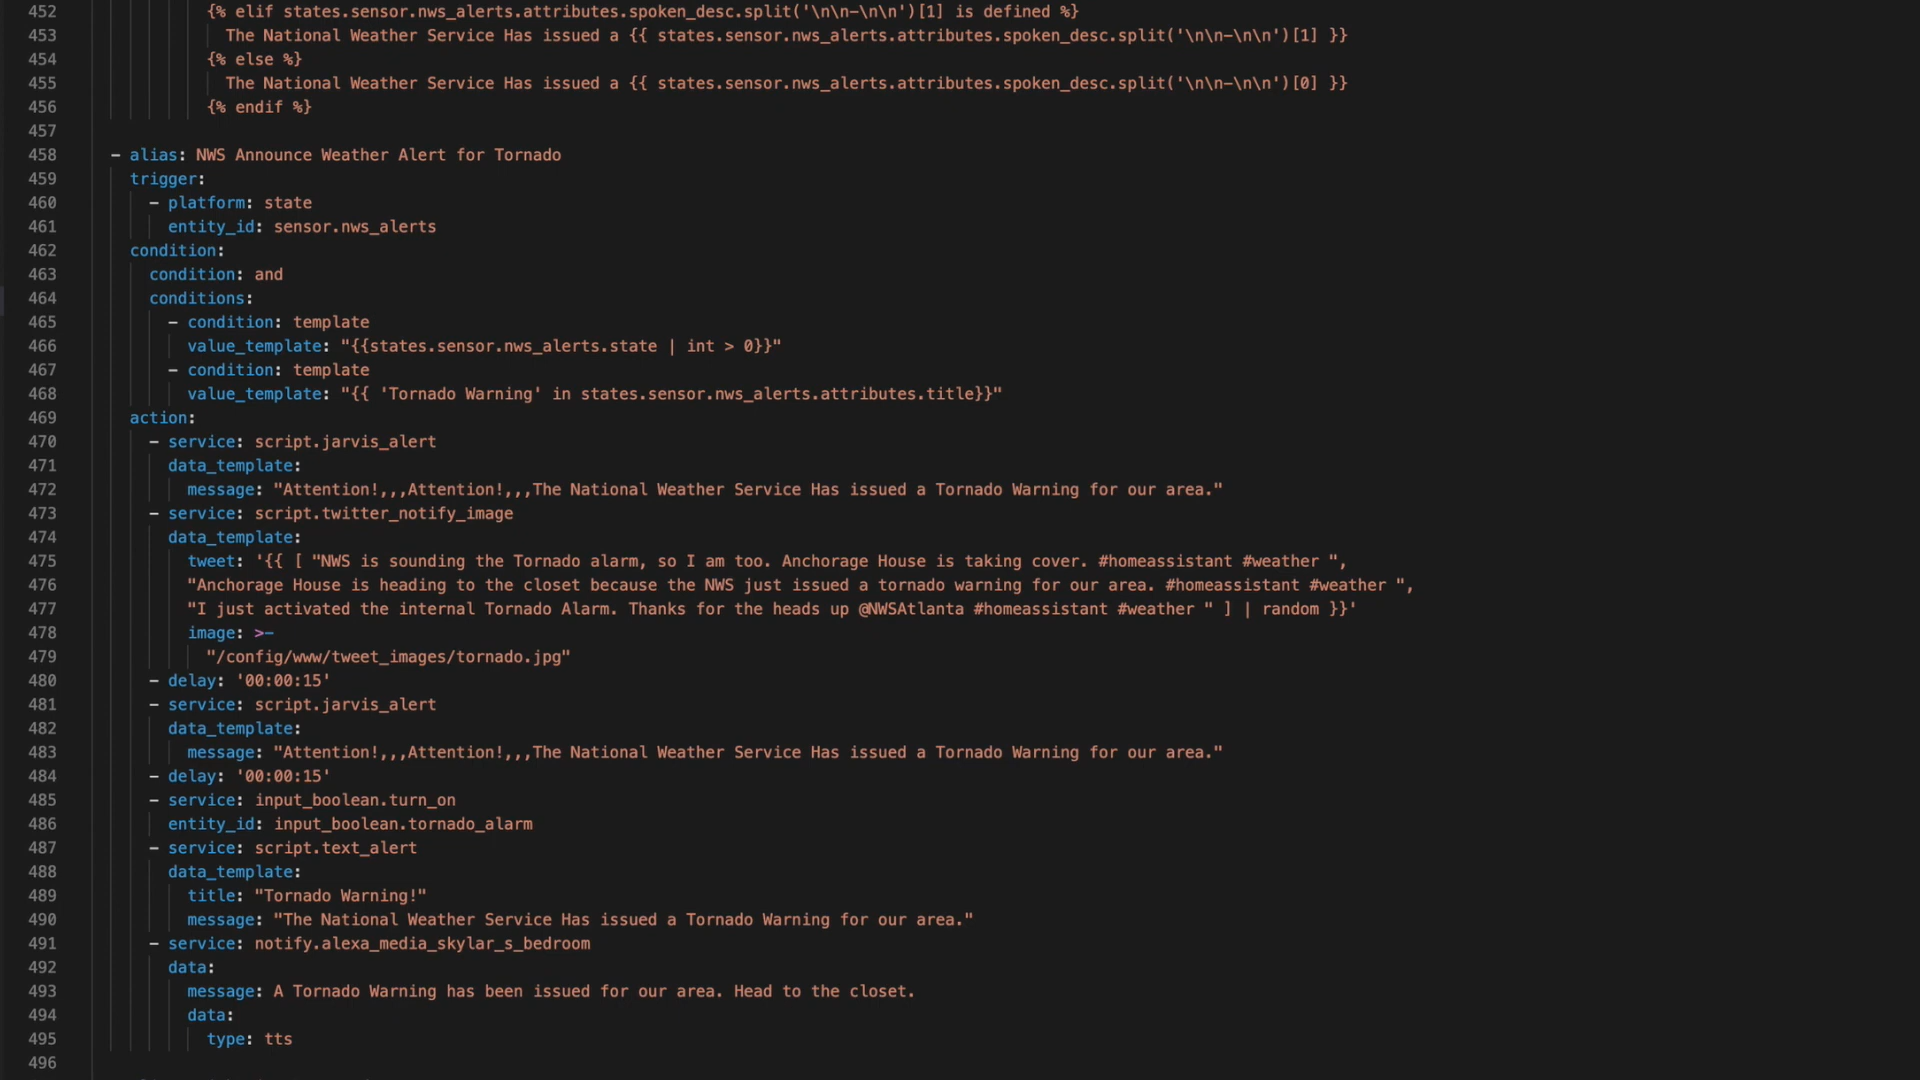 452 {% elif states.sensor.nws_alerts.attributes.spoken_desc.split('\n\n-\n\n')[1] is defined %}
453 The National Weather Service Has issued a {{ states.sensor.nws_alerts.attributes.spoken_desc.split('\n\n-\n\n')[1] }}
454 {% else %}
455 The National Weather Service Has issued a {{ states.sensor.nws_alerts.attributes.spoken_desc.split('\n\n-\n\n')[0] }}
456 {% endif %}
457
458 - alias: NWS Announce Weather Alert for Tornado
459 trigger:
460 - platform: state
461 entity_id: sensor.nws_alerts
462 condition:
463 condition: and
464 conditions:
465 - condition: template
466 value_template: "{{states.sensor.nws_alerts.state | int > 0}}"
467 - condition: template
468 value_template: "{{ 'Tornado Warning' in states.sensor.nws_alerts.attributes.title}}"
469 action:
470 - service: script.jarvis_alert
471 data_template:
472 message: "Attention!,,,Attention!,,,The National Weather Service Has issued a Tornado Warning for our area."
473 - service: script.twitter_notify_image
474 data_template:
475 tweet: '{{ [ "NWS is sounding the Tornado alarm, so I am too. Anchorage House is taking cover. #homeassistant #weather ",
476 "Anchorage House is heading to the closet because the NWS just issued a tornado warning for our area. #homeassistant #weather ",
477 "I just activated the internal Tornado Alarm. Thanks for the heads up @NWSAtlanta #homeassistant #weather " ] | random }}'
478 image: >-
479 "/config/www/tweet_images/tornado.jpg"
480 - delay: '00:00:15'
481 - service: script.jarvis_alert
482 data_template:
483 message: "Attention!,,,Attention!,,,The National Weather Service Has issued a Tornado Warning for our area."
484 - delay: '00:00:15'
485 - service: input_boolean.turn_on
486 entity_id: input_boolean.tornado_alarm
487 - service: script.text_alert
488 data_template:
489 title: "Tornado Warning!"
490 message: "The National Weather Service Has issued a Tornado Warning for our area."
491 - service: notify.alexa_media_skylar_s_bedroom
492 data:
493 message: A Tornado Warning has been issued for our area. Head to the closet.
494 data:
495 type: tts
496